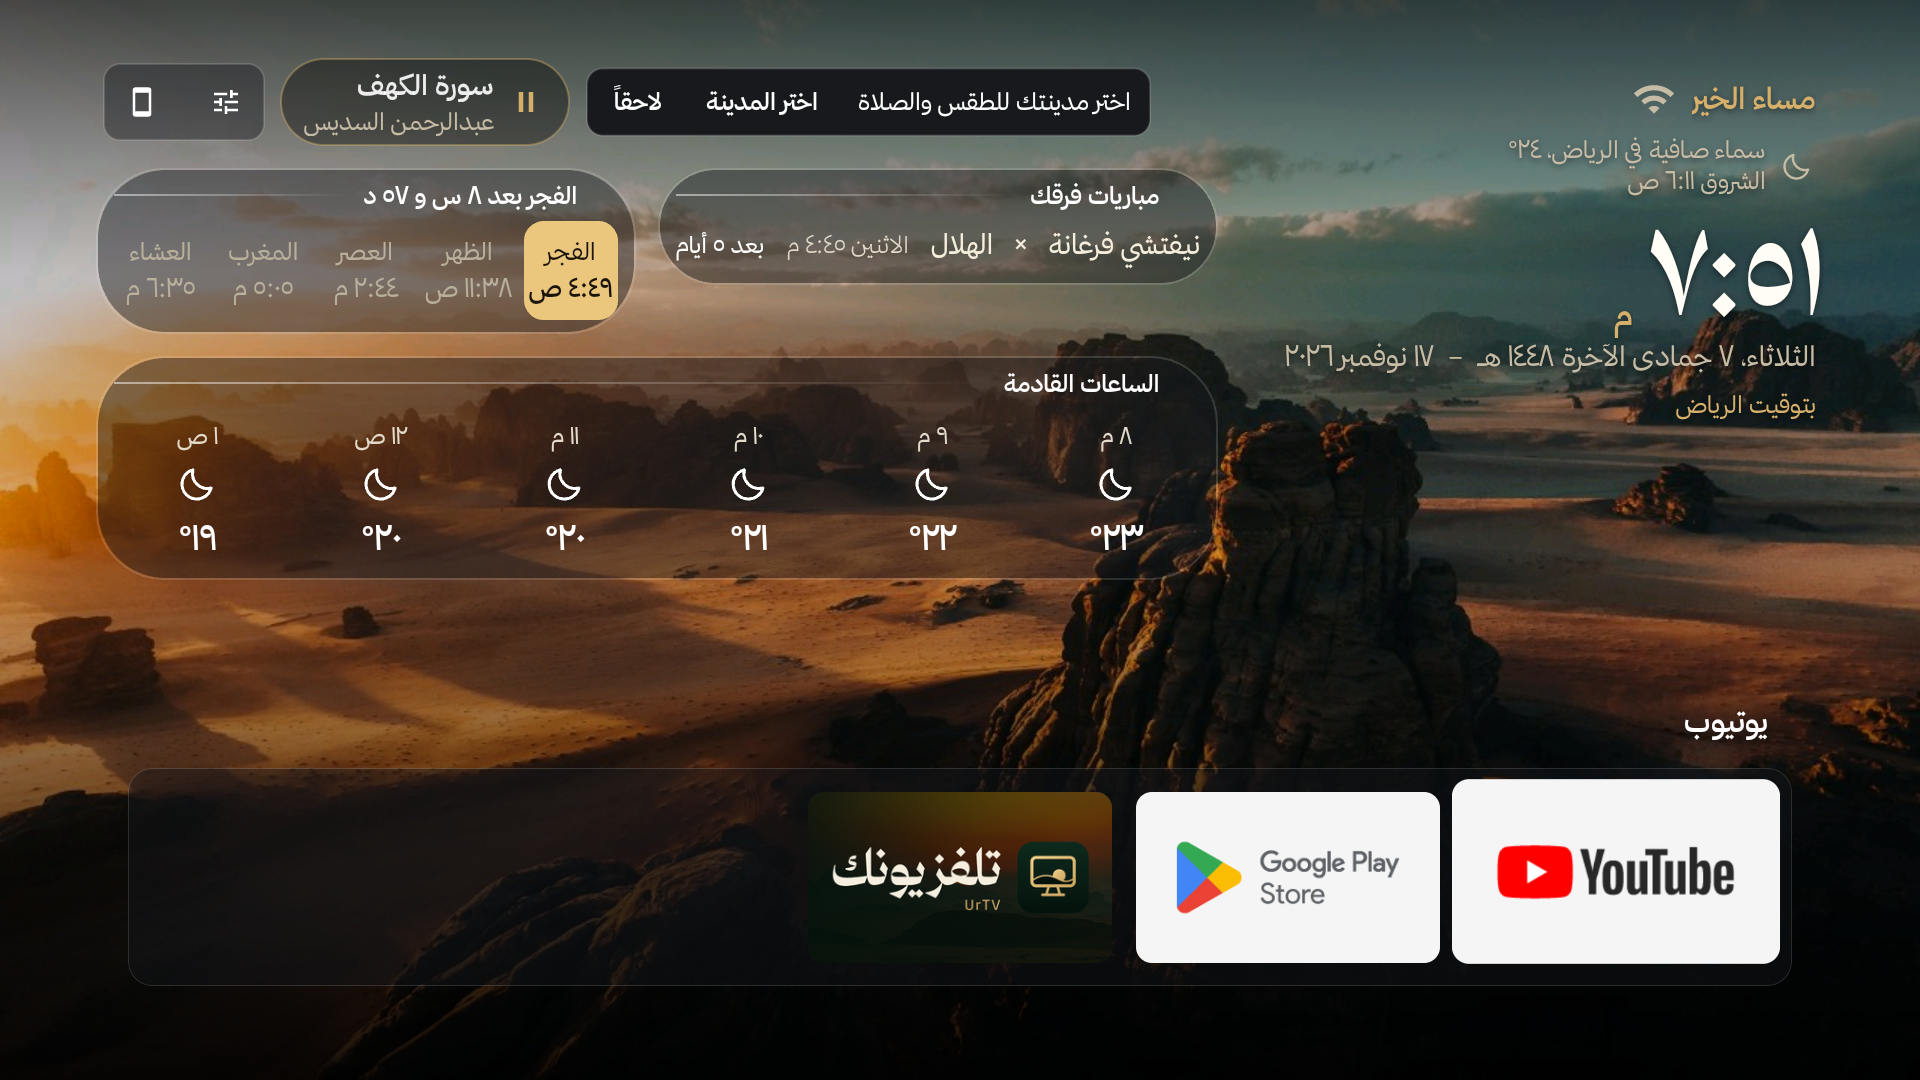 مساء الخير
سماء صافية في الرياض، ٢٤°
الشروق ٦:١١ ص
٧:٥١ م
الثلاثاء، ٧ جمادى الآخرة ١٤٤٨ هـ – ١٧ نوفمبر ٢٠٢٦
بتوقيت الرياض
اختر مدينتك للطقس والصلاة اختر المدينة لاحقاً
سورة الكهف
عبدالرحمن السديس
مباريات فرقك
نيفتشي فرغانة × الهلال الاثنين ٤:٤٥ م بعد ٥ أيام
الفجر بعد ٨ س و ٥٧ د
الفجر الظهر العصر المغرب العشاء
٤:٤٩ ص ١١:٣٨ ص ٢:٤٤ م ٥:٠٥ م ٦:٣٥ م
الساعات القادمة
٨ م ٩ م ١٠ م ١١ م ١٢ ص ١ ص
٢٣° ٢٢° ٢١° ٢٠° ٢٠° ١٩°
يوتيوب
YouTube
Google Play
Store
تلفزيونك
UrTV